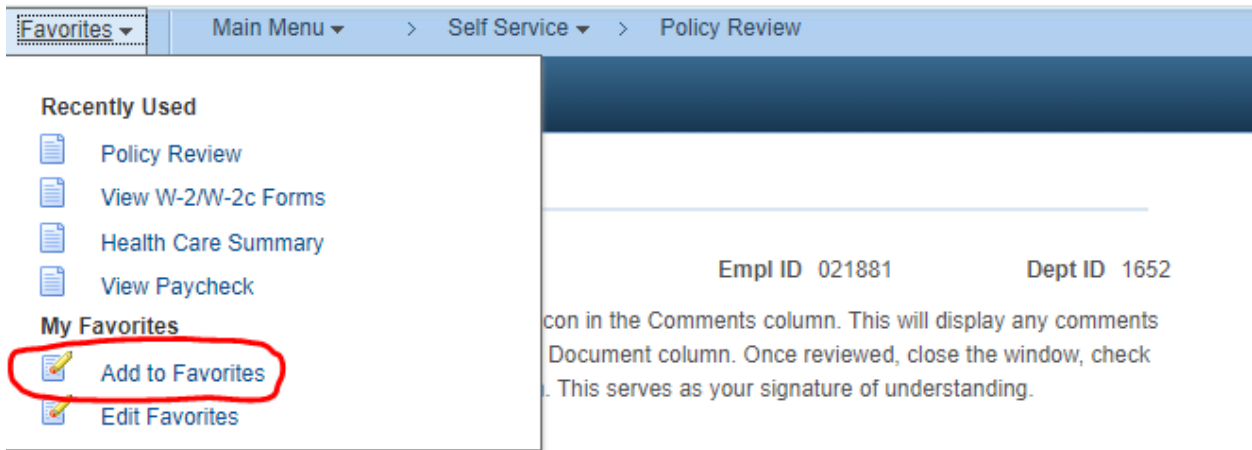 Favorites Main Menu > Self Service > Policy Review
Recently Used
Policy Review
View W-2/W-2c Forms
Health Care Summary
View Paycheck
My Favorites
Add to Favorites
Edit Favorites
Empl ID 021881 Dept ID 1652
con in the Comments column. This will display any comments
Document column. Once reviewed, close the window, check
. This serves as your signature of understanding.